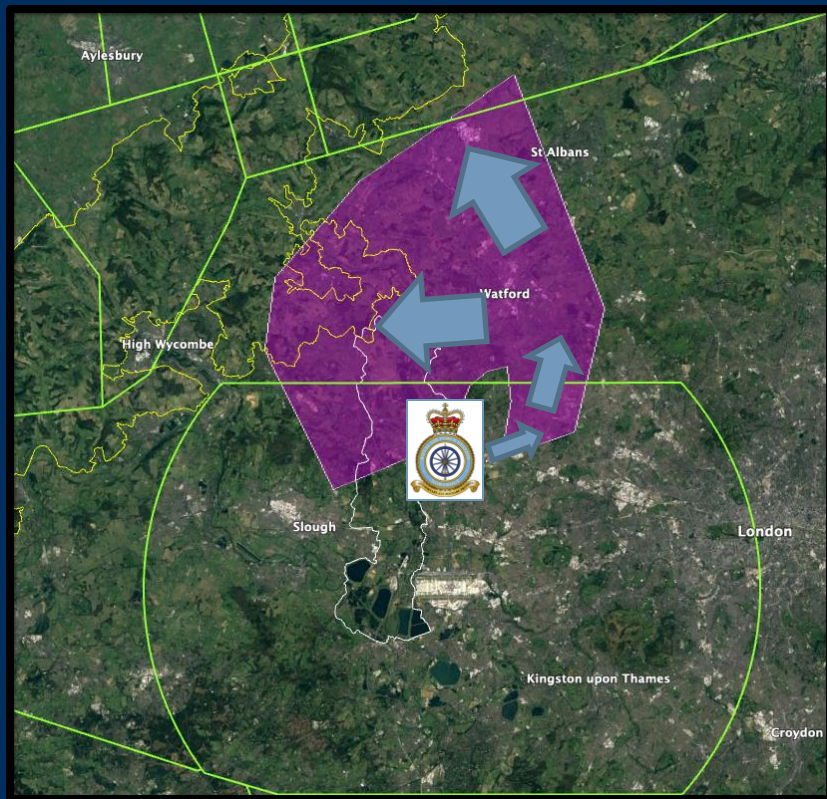 Aylesbury
St Albans
Watford
High Wycombe
Slough
London
Kingston upon Thames
Croydon